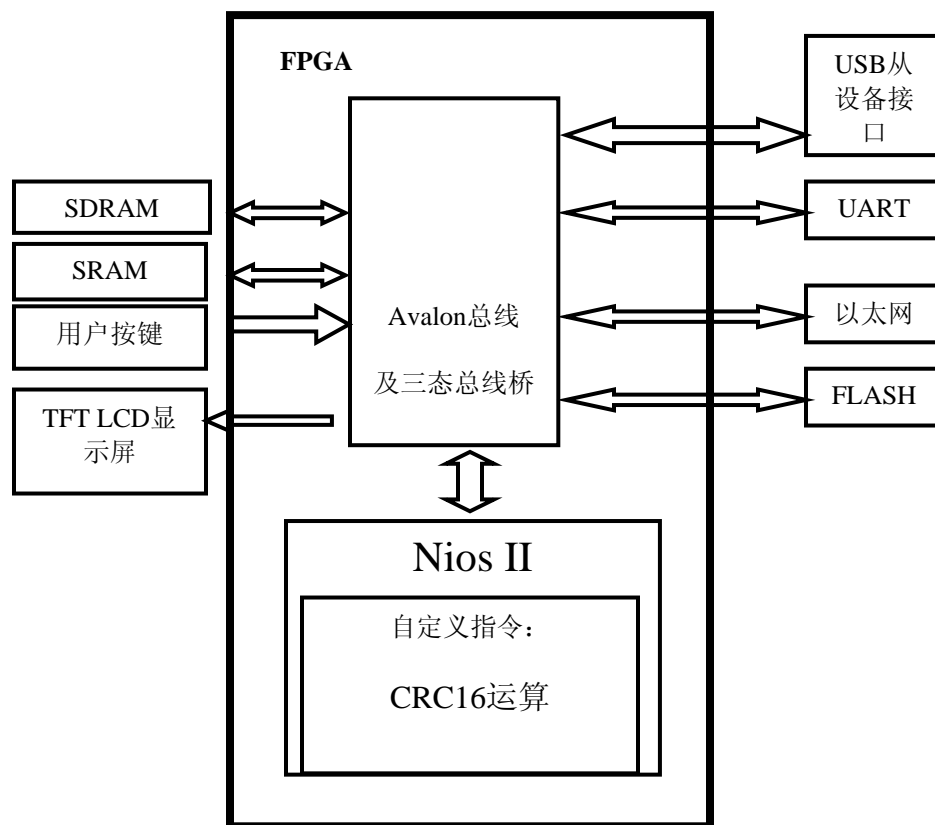 FPGA
USB从
设备接
口
SDRAM
UART
SRAM
用户按键
Avalon总线
及三态总线桥
以太网
TFT LCD显
示屏
FLASH
Nios II
自定义指令：
CRC16运算